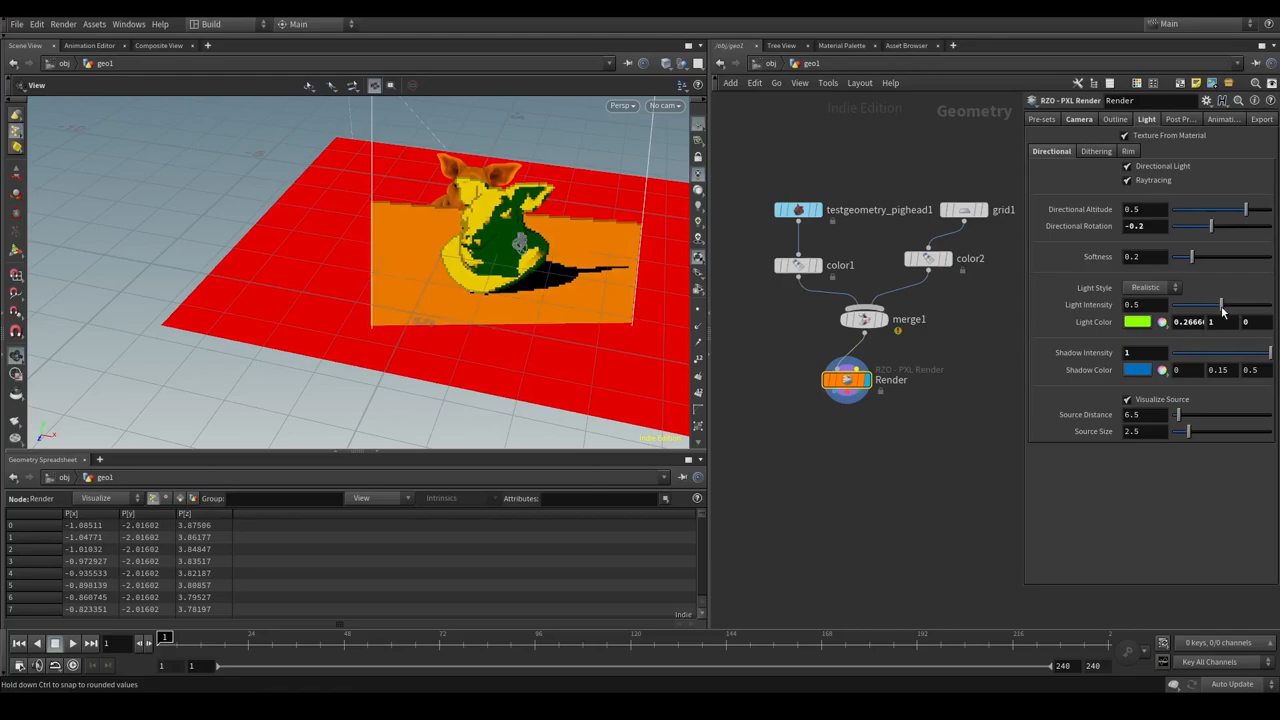 File Edit Render Assets Windows Help Build Main Main
Scene View Animation Editor Composite View
obj geo1
View
Persp No cam
Indie Edition
Geometry Spreadsheet
obj geo1
Node: Render Visualize Group: View Intrinsics Attributes:
P[x] P[y] P[z]
0 -1.08511 -2.01602 3.87506
1 -1.04771 -2.01602 3.86177
2 -1.01032 -2.01602 3.84847
3 -0.972927 -2.01602 3.83517
4 -0.935533 -2.01602 3.82187
5 -0.898139 -2.01602 3.80857
6 -0.860745 -2.01602 3.79527
7 -0.823351 -2.01602 3.78197
Indie
/obj/geo1 Tree View Material Palette Asset Browser
obj geo1
Add Edit Go View Tools Layout Help
Indie Edition Geometry
testgeometry_pighead1 grid1
color1 color2
merge1
RZO - PXL Render
Render
RZO - PXL Render Render
Pre-sets Camera Outline Light Post Pr... Animati... Export
Texture From Material
Directional Dithering Rim
Directional Light
Raytracing
Directional Altitude 0.5
Directional Rotation -0.2
Softness 0.2
Light Style Realistic
Light Intensity 0.5
Light Color 0.2666 1 0
Shadow Intensity 1
Shadow Color 0 0.15 0.5
Visualize Source
Source Distance 6.5
Source Size 2.5
1 1 24 48 72 96 120 144 168 192 216 2
0 keys, 0/0 channels
1 1 240 240 Key All Channels
Hold down Ctrl to snap to rounded values Auto Update